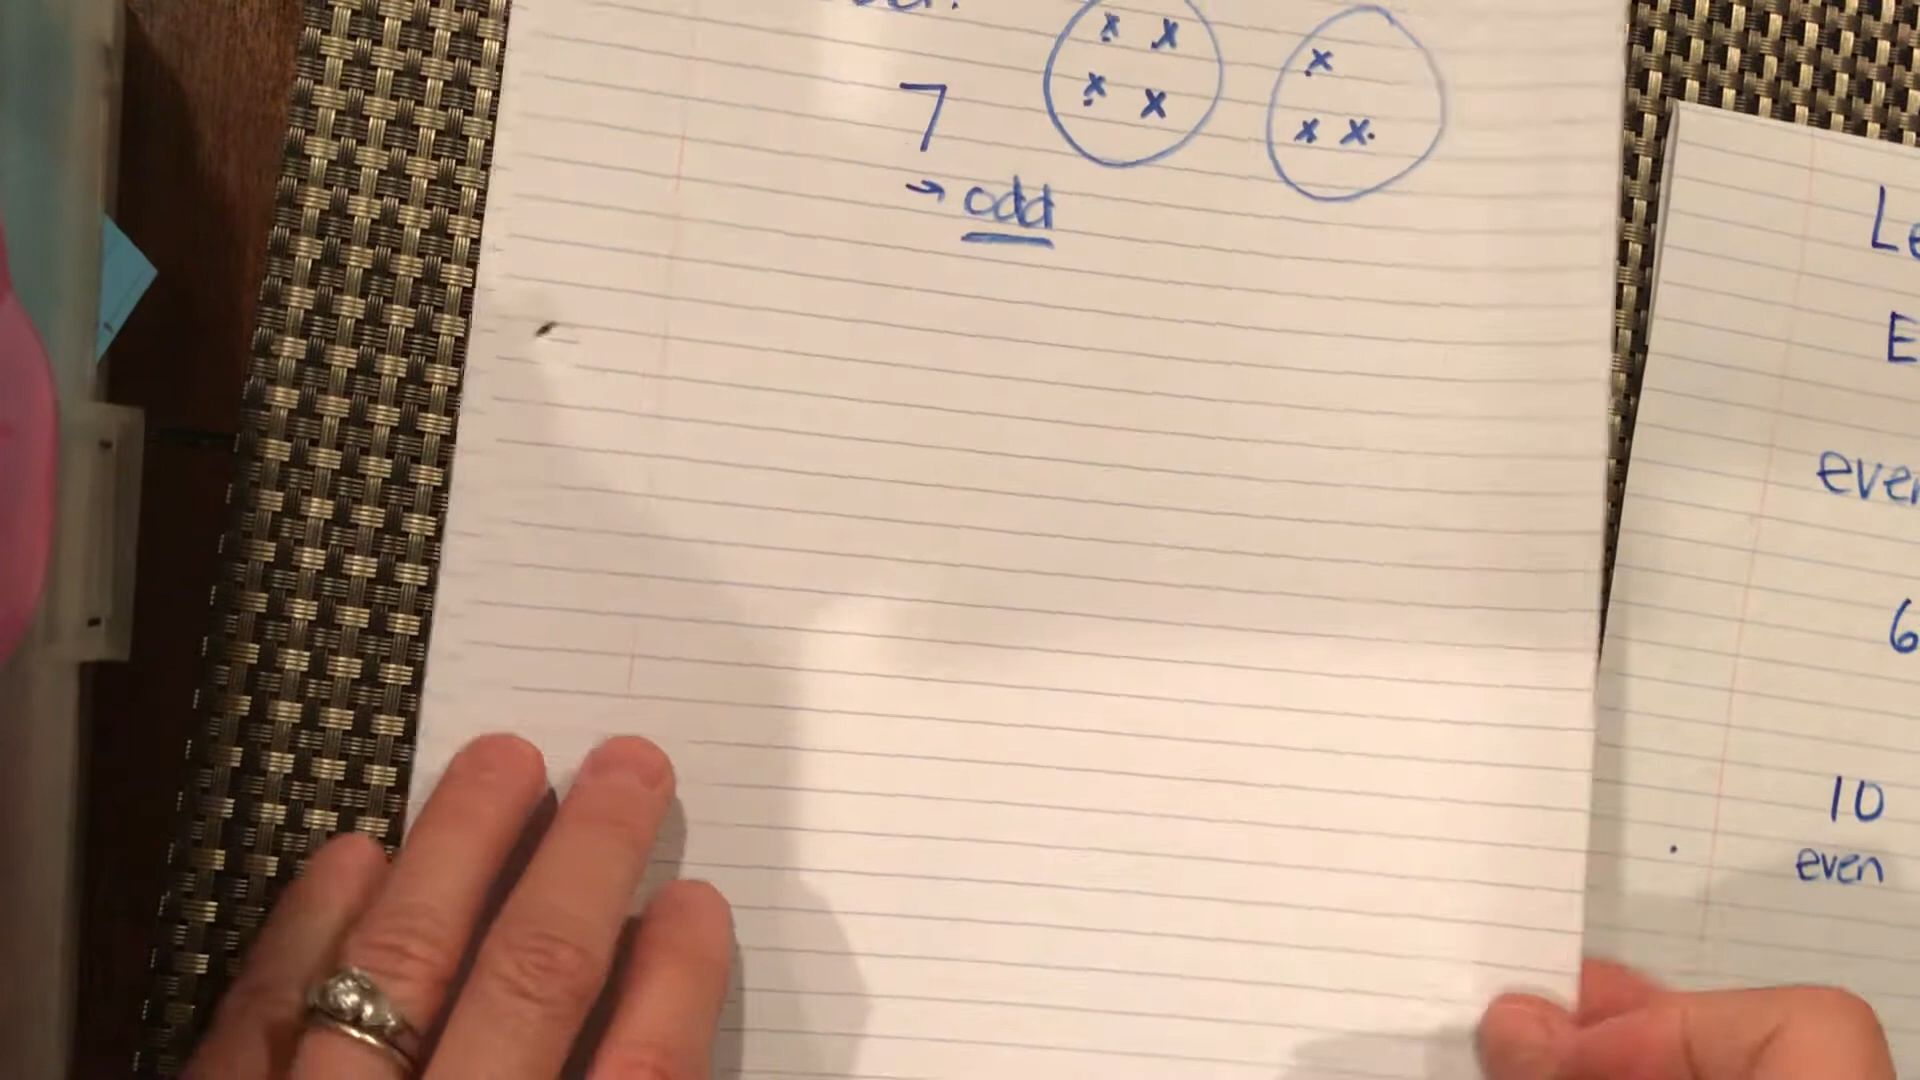 x x x
7 x x x x.
→ odd
even
6
10
even